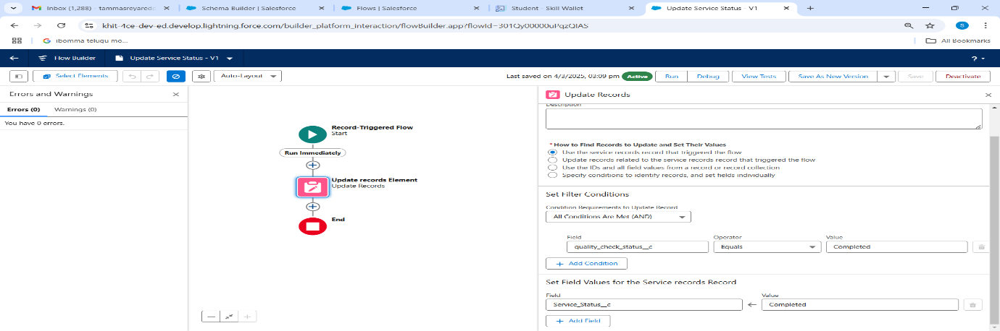 Inbox (1,288) - tammasreyaredd
Schema Builder | Salesforce
Flows | Salesforce
Student - Skill Wallet
Update Service Status - V1
khit-4ce-dev-ed.develop.lightning.force.com/builder_platform_interaction/flowBuilder.app?flowId=301Qy00000uPqzQIAS
S
ibomma telugu mo...
All Bookmarks
Flow Builder
Update Service Status - V1
?
Select Elements
Auto-Layout
Last saved on 4/3/2025, 03:09 pm
Active
Run
Debug
View Tests
Save As New Version
Save
Deactivate
Errors and Warnings
Errors (0)
Warnings (0)
You have 0 errors.
Record-Triggered Flow
Start
Run Immediately
Update records Element
Update Records
End
Update Records
Description
* How to Find Records to Update and Set Their Values
Use the service records record that triggered the flow
Update records related to the service records record that triggered the flow
Use the IDs and all field values from a record or record collection
Specify conditions to identify records, and set fields individually
Set Filter Conditions
Condition Requirements to Update Record
All Conditions Are Met (AND)
Field
Operator
Value
quality_check_status__c
Equals
Completed
+ Add Condition
Set Field Values for the Service records Record
Field
Value
Service_Status__c
Completed
+ Add Field